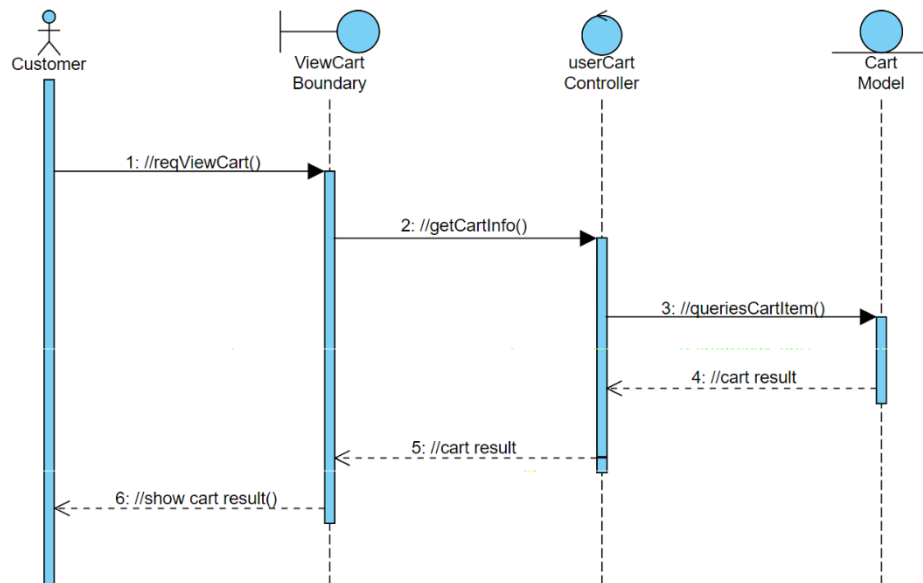 Customer
ViewCart
Boundary
userCart
Controller
Cart
Model
1: //reqViewCart()
2: //getCartInfo()
3: //queriesCartItem()
4: //cart result
5: //cart result
6: //show cart result()